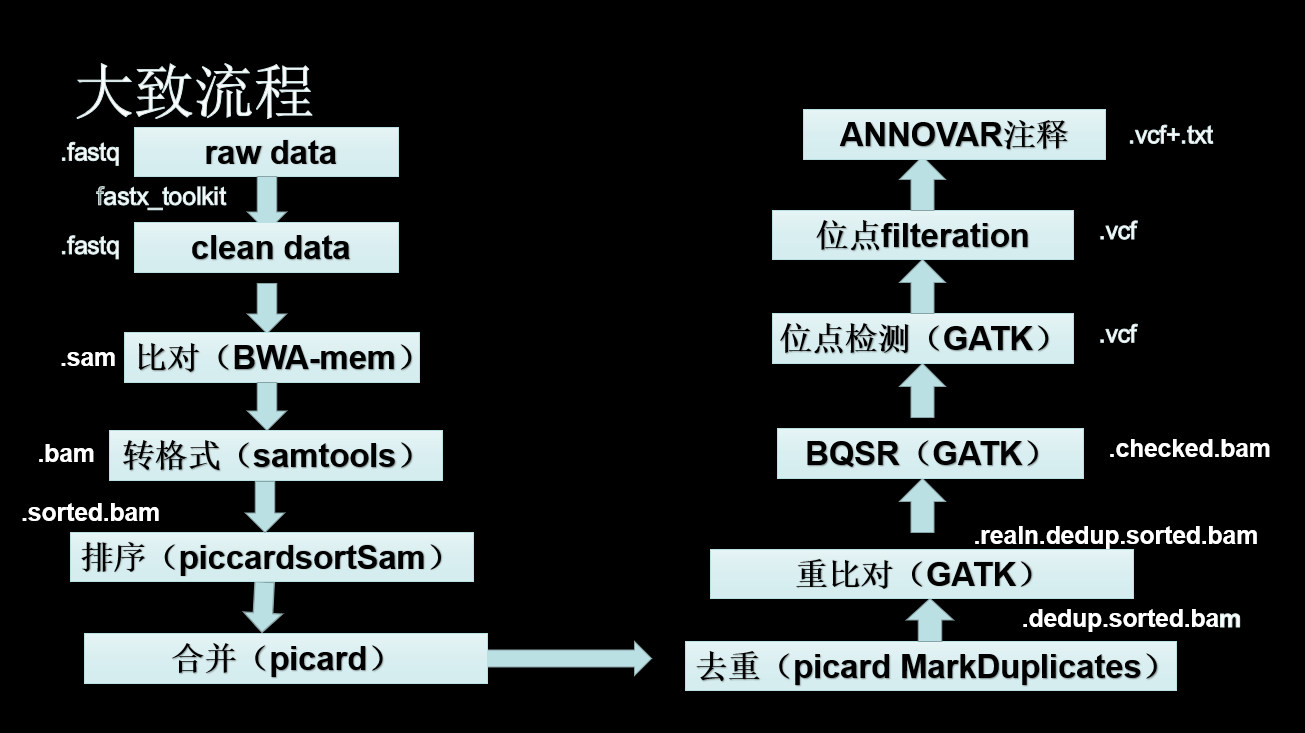 大致流程
.fastq
raw data
fastx_toolkit
.fastq
clean data
.sam
比对（BWA-mem）
.bam
转格式（samtools）
.sorted.bam
排序（piccardsortSam）
合并（picard）
去重（picard MarkDuplicates）
.dedup.sorted.bam
重比对（GATK）
.realn.dedup.sorted.bam
BQSR（GATK）
.checked.bam
位点检测（GATK）
.vcf
位点filteration
.vcf
ANNOVAR注释
.vcf+.txt